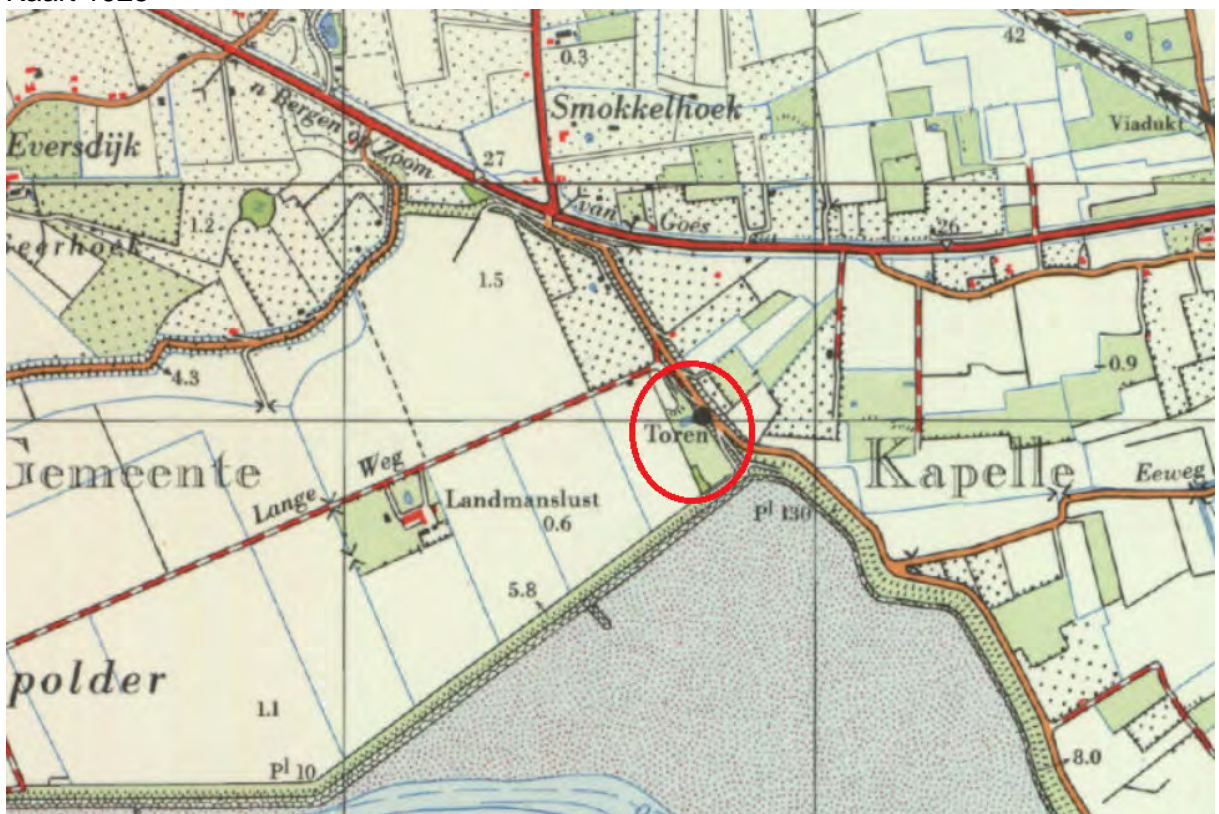 42
0.3
Smokkelhoek
Viadukt
Eversdijk
n Bergen op Zoom
27
van
Goes
26
1.2
1.5
4.3
0.9
Toren
Gemeente
Kapelle
Lange Weg
Landmanslust
0.6
Eeweg
Pl 130
5.8
polder
1.1
Pl 10
8.0